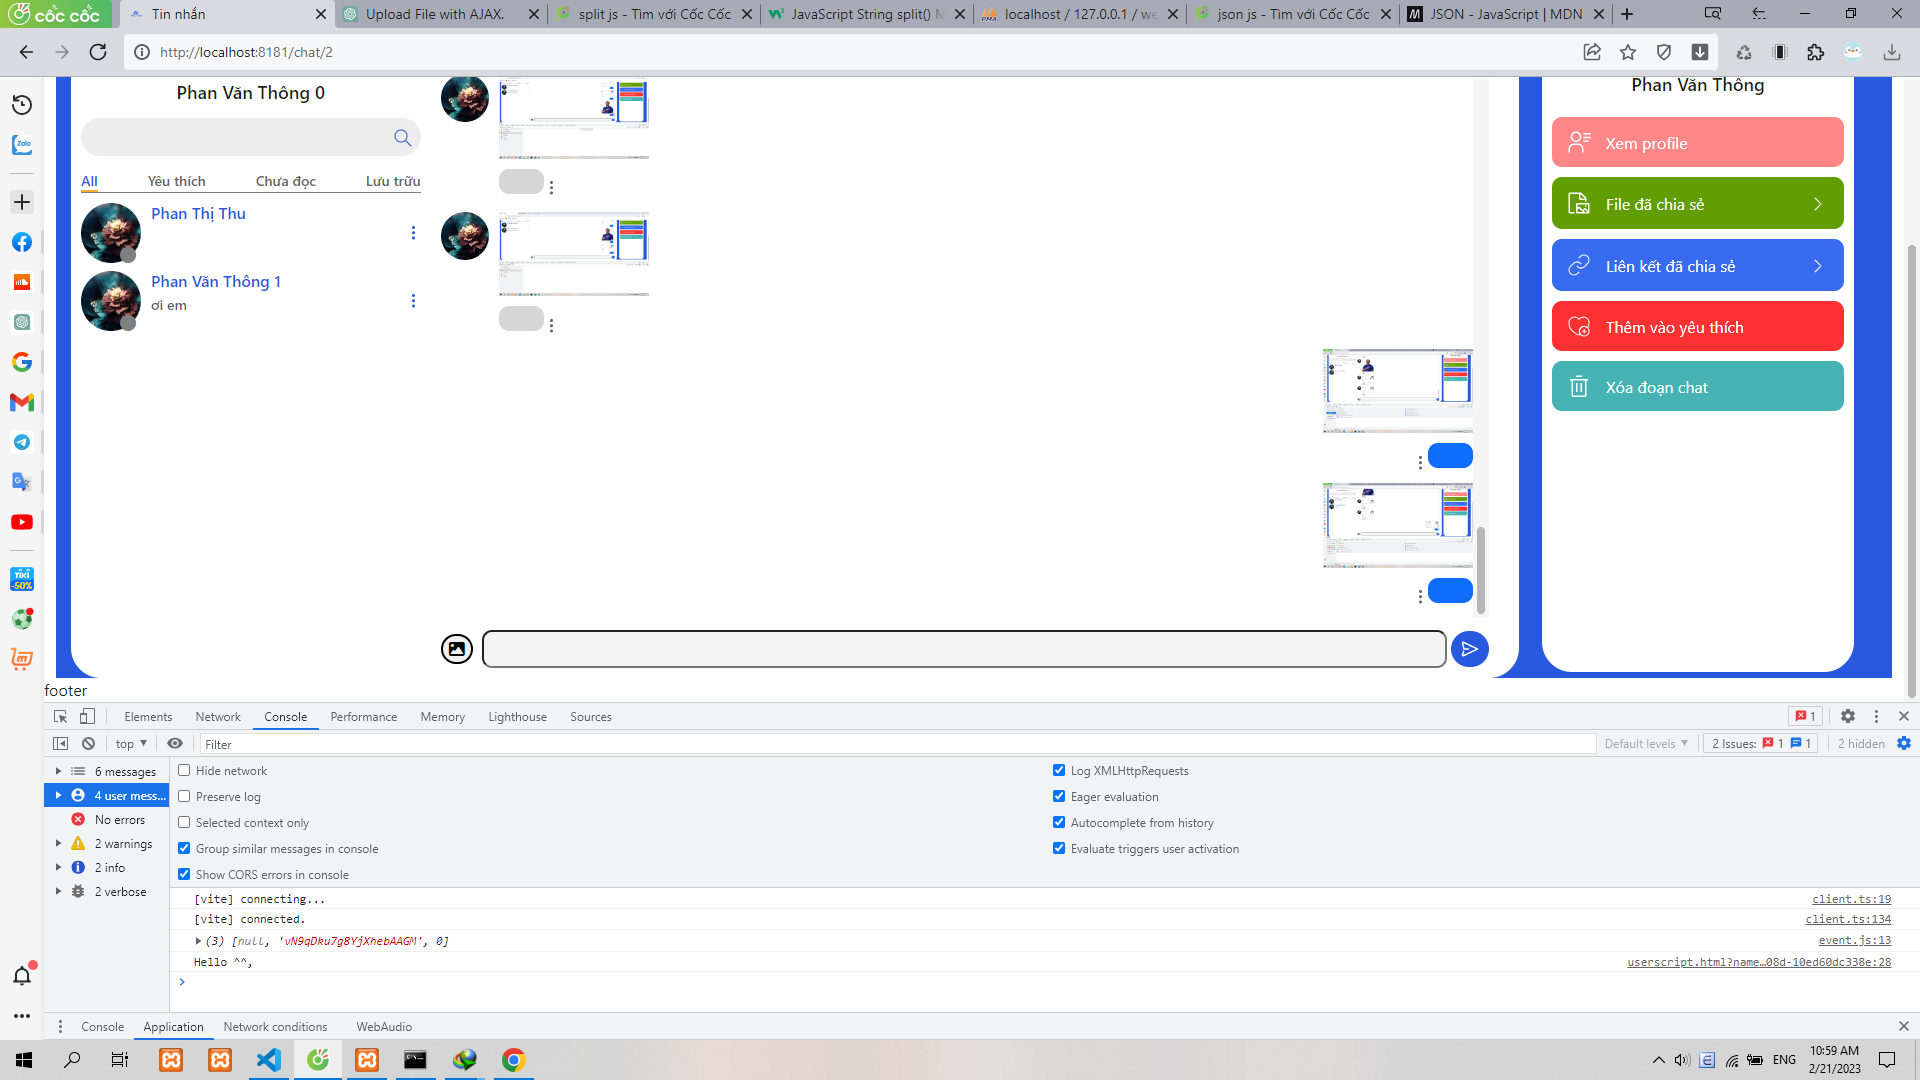 cốc cốc
Tin nhắn
Upload File with AJAX.
split js - Tìm với Cốc Cốc
JavaScript String split() M
localhost / 127.0.0.1 / we
json js - Tìm với Cốc Cốc
JSON - JavaScript | MDN
http://localhost:8181/chat/2
Phan Văn Thông 0
All
Yêu thích
Chưa đọc
Lưu trữu
Phan Thị Thu
Phan Văn Thông 1
ơi em
Phan Văn Thông
Xem profile
File đã chia sẻ
Liên kết đã chia sẻ
Thêm vào yêu thích
Xóa đoạn chat
Zalo
TIKI
-50%
footer
Elements
Network
Console
Performance
Memory
Lighthouse
Sources
1
top
Filter
Default levels
2 Issues:
1
1
2 hidden
6 messages
4 user mess...
No errors
2 warnings
2 info
2 verbose
Hide network
Preserve log
Selected context only
Group similar messages in console
Show CORS errors in console
Log XMLHttpRequests
Eager evaluation
Autocomplete from history
Evaluate triggers user activation
[vite] connecting...
client.ts:19
[vite] connected.
client.ts:134
(3) [null, 'vN9qDku7g8YjXhebAAGM', 0]
event.js:13
Hello ^^,
userscript.html?name…08d-10ed60dc338e:28
Console
Application
Network conditions
WebAudio
ENG
10:59 AM
2/21/2023